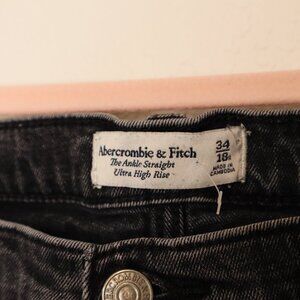 Abercrombie & Fitch
The Ankle Straight
Ultra High Rise
34
18s
MADE IN
CAMBODIA